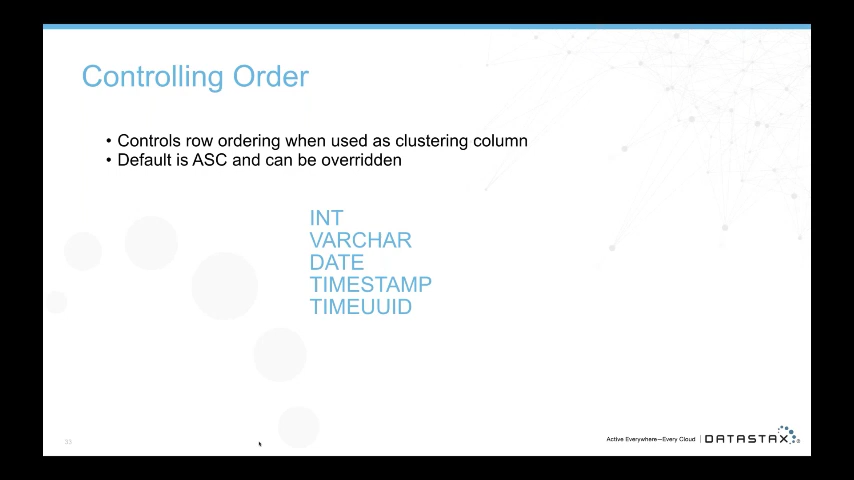 Controlling Order
• Controls row ordering when used as clustering column
• Default is ASC and can be overridden
INT
VARCHAR
DATE
TIMESTAMP
TIMEUUID
33
Active Everywhere—Every Cloud | DATASTAX